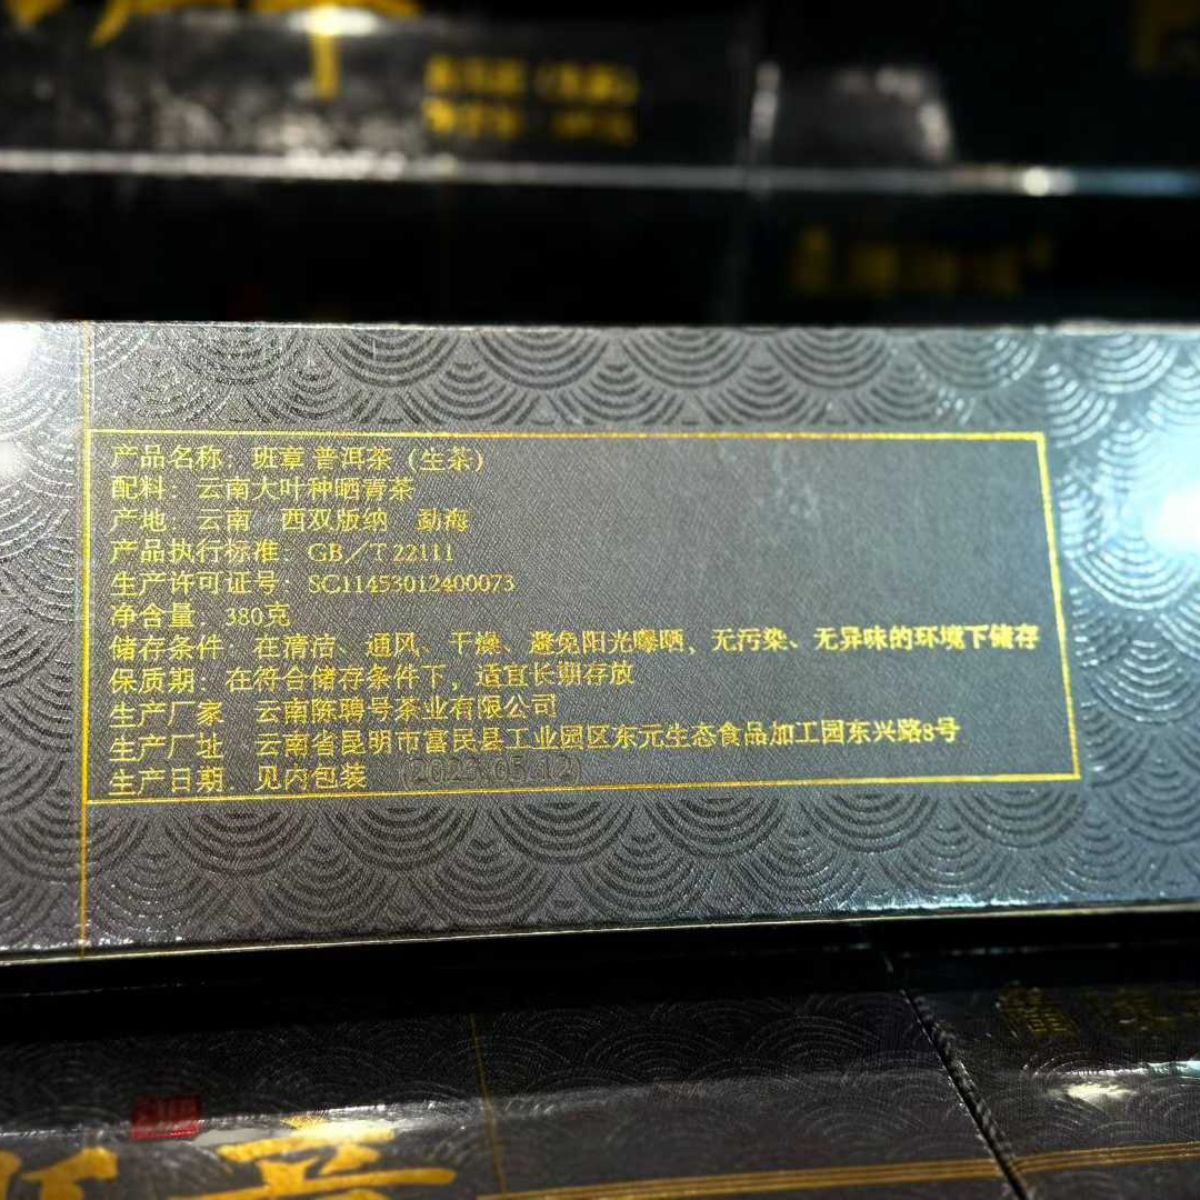 产品名称：班章 普洱茶（生茶）
配料：云南大叶种晒青茶
产地：云南 西双版纳 勐海
产品执行标准：GB／T 22111
生产许可证号：SC11453012400073
净含量：380克
储存条件：在清洁、通风、干燥、避免阳光曝晒、无污染、无异味的环境下储存
保质期：在符合储存条件下，适宜长期存放
生产厂家 云南陈聘号茶业有限公司
生产厂址 云南省昆明市富民县工业园区东元生态食品加工园东兴路8号
生产日期：见内包装 2023.05.12